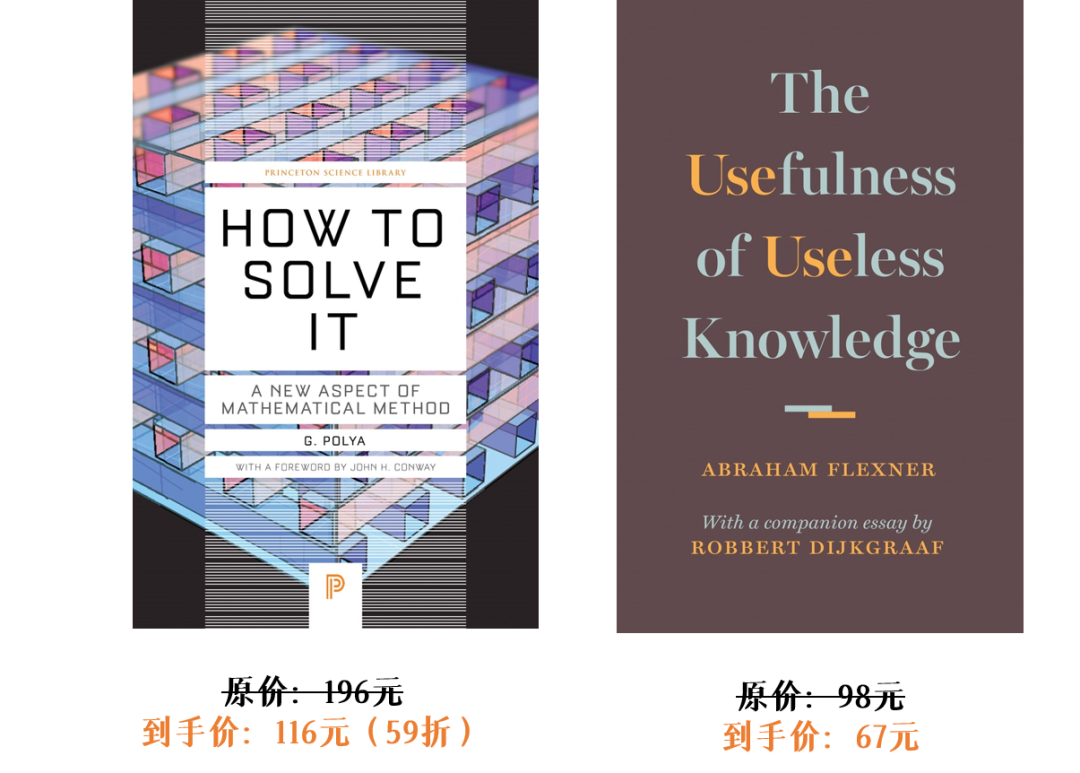 PRINCETON SCIENCE LIBRARY
HOW TO
SOLVE
IT
A NEW ASPECT OF
MATHEMATICAL METHOD
G. POLYA
WITH A FOREWORD BY JOHN H. CONWAY
P
原价：196元
到手价：116元（59折）
The
Usefulness
of Useless
Knowledge
ABRAHAM FLEXNER
With a companion essay by
ROBBERT DIJKGRAAF
原价：98元
到手价：67元